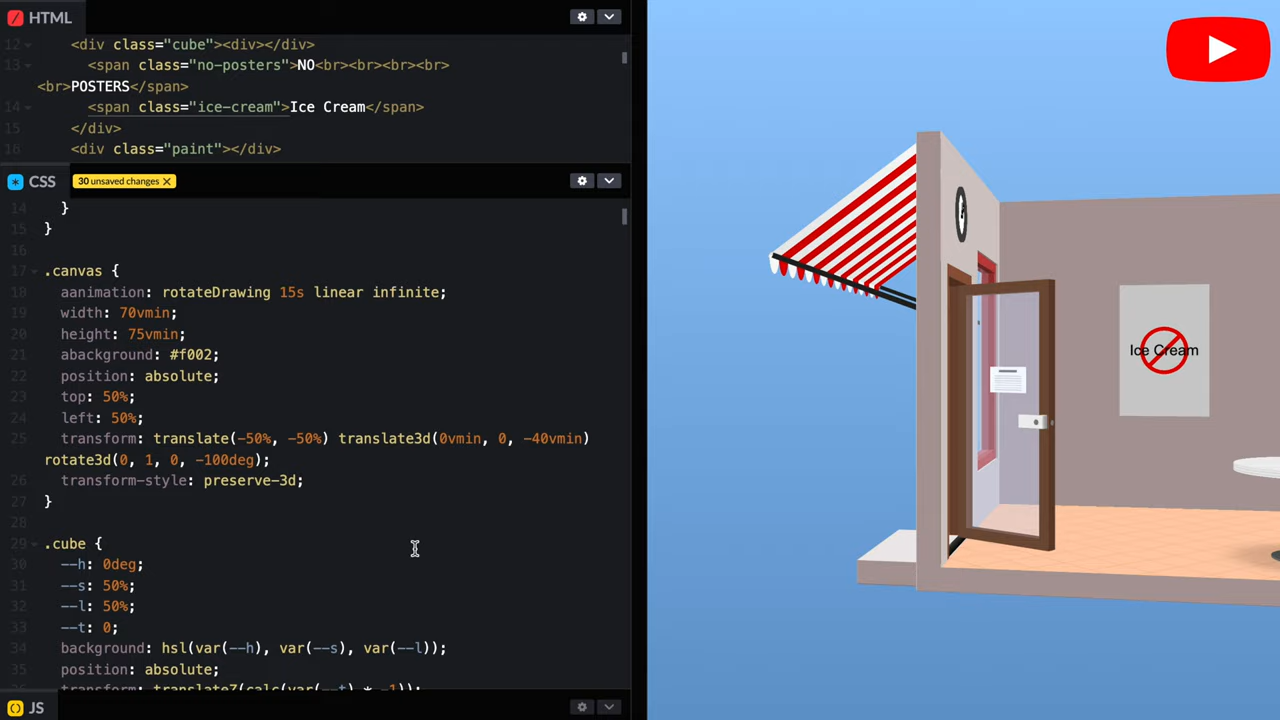 HTML
12 <div class="cube"><div></div>
13 <span class="no-posters">NO<br><br><br><br>
<br>POSTERS</span>
14 <span class="ice-cream">Ice Cream</span>
15 </div>
16 <div class="paint"></div>
CSS 30 unsaved changes ×
14 }
15 }
16
17 .canvas {
18 aanimation: rotateDrawing 15s linear infinite;
19 width: 70vmin;
20 height: 75vmin;
21 abackground: #f002;
22 position: absolute;
23 top: 50%;
24 left: 50%;
25 transform: translate(-50%, -50%) translate3d(0vmin, 0, -40vmin)
rotate3d(0, 1, 0, -100deg);
26 transform-style: preserve-3d;
27 }
28
29 .cube {
30 --h: 0deg;
31 --s: 50%;
32 --l: 50%;
33 --t: 0;
34 background: hsl(var(--h), var(--s), var(--l));
35 position: absolute;
transform: translateZ(calc(var(--t) * -1));
JS
Ice Cream